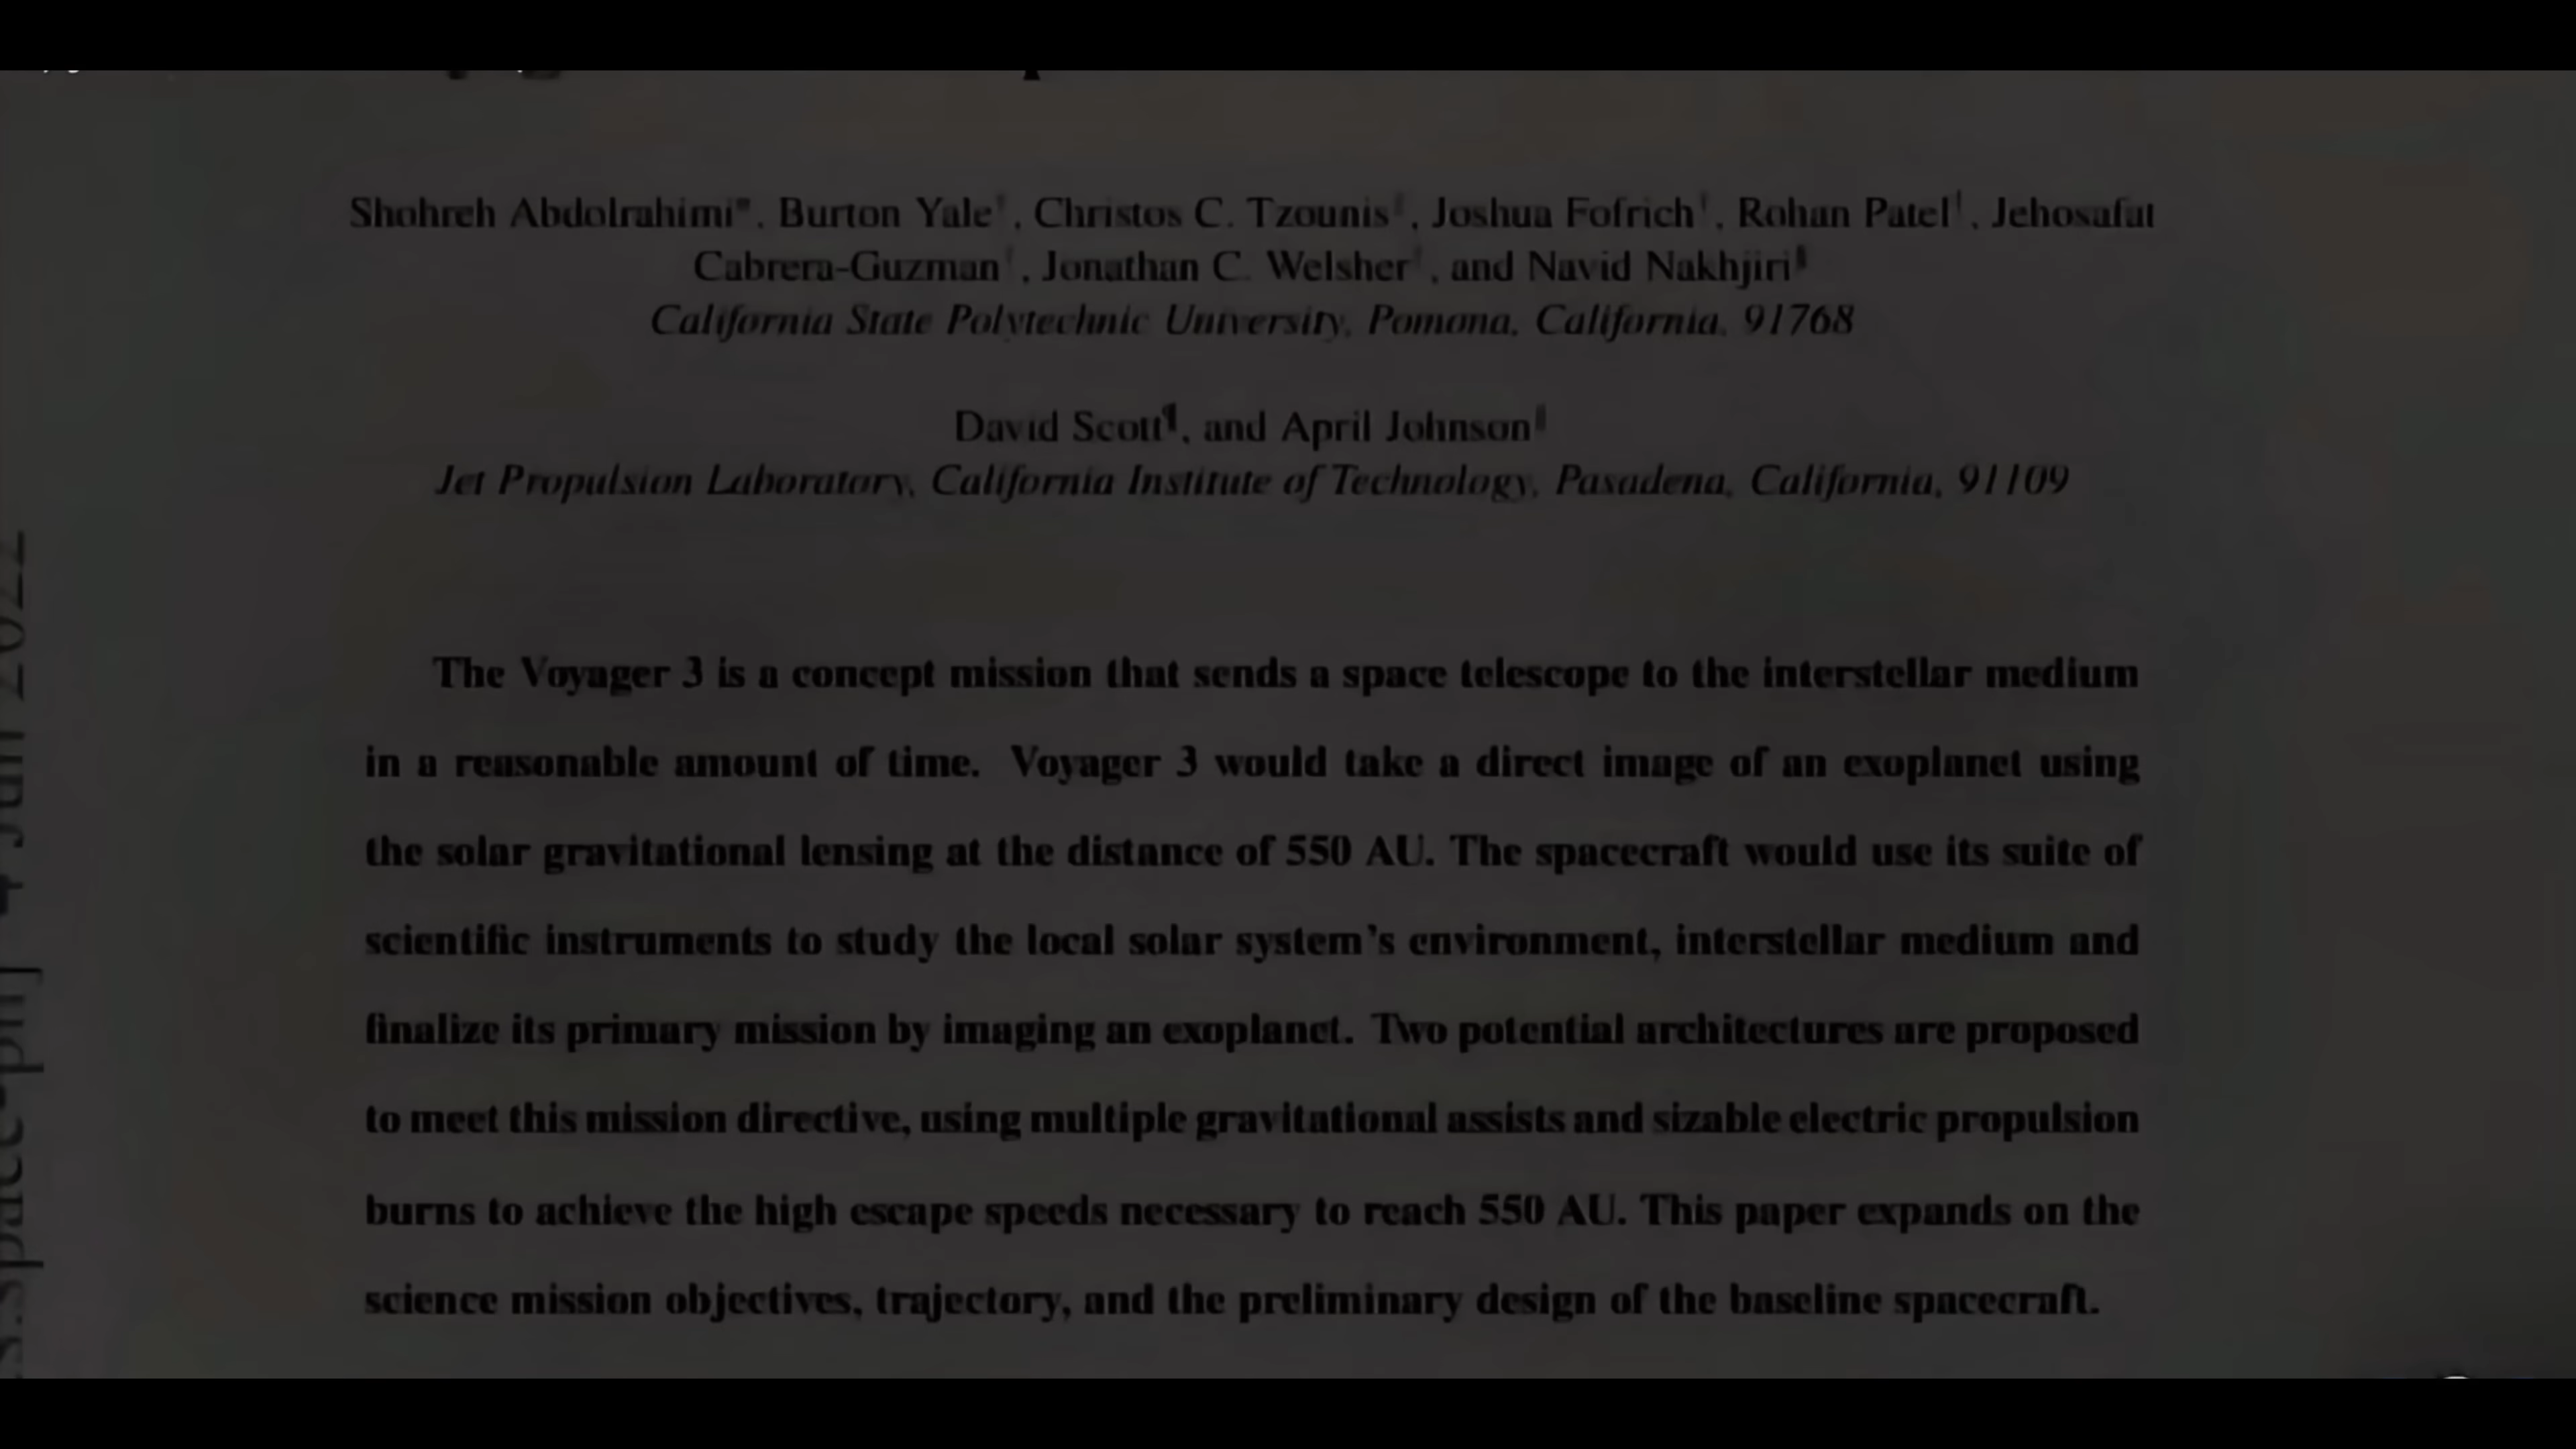 Shohreh Abdolrahimi*, Burton Yale†, Christos C. Tzounis‡, Joshua Fofrich†, Rohan Patel†, Jehosafat
Cabrera-Guzman†, Jonathan C. Welsher†, and Navid Nakhjiri§
California State Polytechnic University, Pomona, California, 91768
David Scott¶, and April Johnson‖
Jet Propulsion Laboratory, California Institute of Technology, Pasadena, California, 91109
The Voyager 3 is a concept mission that sends a space telescope to the interstellar medium
in a reasonable amount of time. Voyager 3 would take a direct image of an exoplanet using
the solar gravitational lensing at the distance of 550 AU. The spacecraft would use its suite of
scientific instruments to study the local solar system's environment, interstellar medium and
finalize its primary mission by imaging an exoplanet. Two potential architectures are proposed
to meet this mission directive, using multiple gravitational assists and sizable electric propulsion
burns to achieve the high escape speeds necessary to reach 550 AU. This paper expands on the
science mission objectives, trajectory, and the preliminary design of the baseline spacecraft.
4 Jun 2022